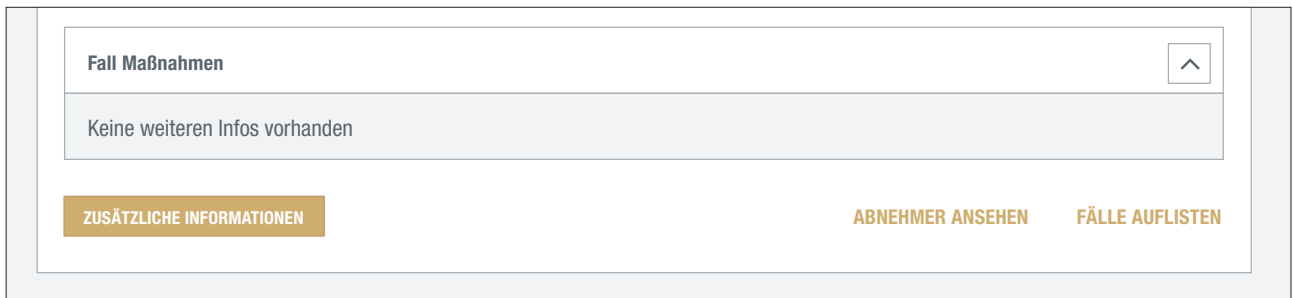 Fall Maßnahmen
Keine weiteren Infos vorhanden
ZUSÄTZLICHE INFORMATIONEN ABNEHMER ANSEHEN FÄLLE AUFLISTEN